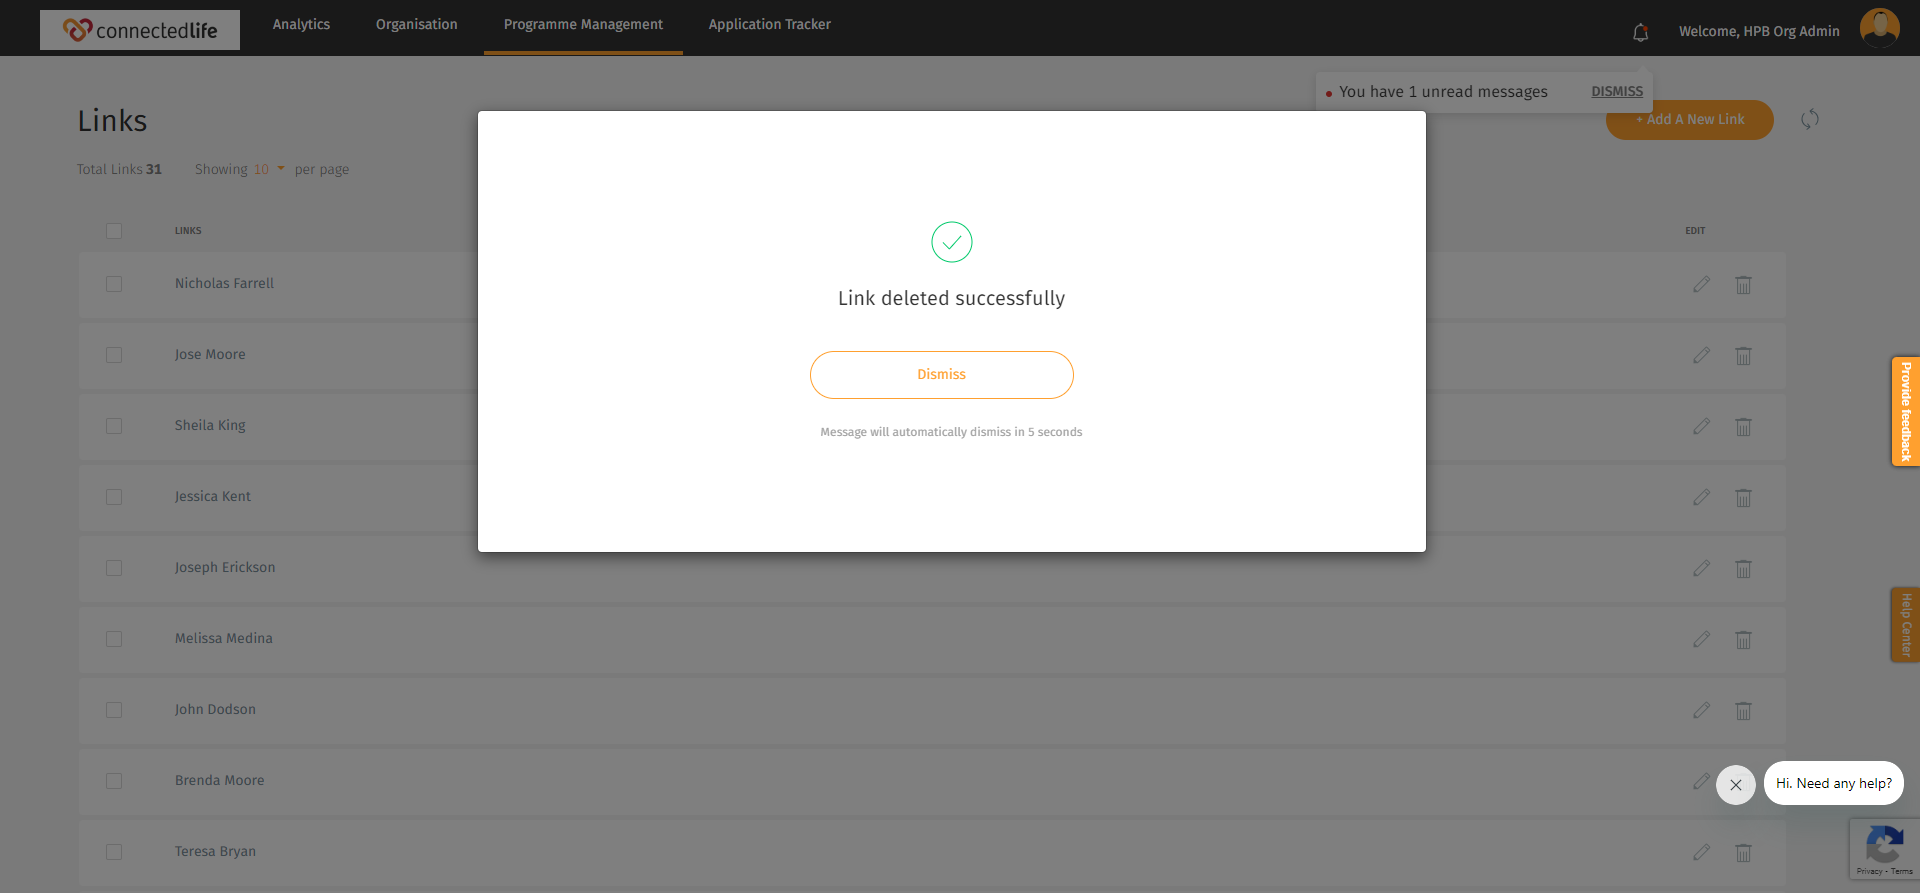 connectedlife
Analytics
Organisation
Programme Management
Application Tracker
Welcome, HPB Org Admin
You have 1 unread messages
DISMISS
Links
+ Add A New Link
Total Links 31
Showing 10 per page
LINKS
EDIT
Nicholas Farrell
Jose Moore
Sheila King
Jessica Kent
Joseph Erickson
Melissa Medina
John Dodson
Brenda Moore
Teresa Bryan
Link deleted successfully
Dismiss
Message will automatically dismiss in 5 seconds
Provide feedback
Help Center
Hi. Need any help?
Privacy - Terms